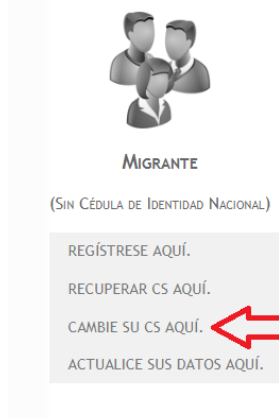 Migrante
(Sin Cédula de Identidad Nacional)
REGÍSTRESE AQUÍ.
RECUPERAR CS AQUÍ.
CAMBIE SU CS AQUÍ.
ACTUALICE SUS DATOS AQUÍ.